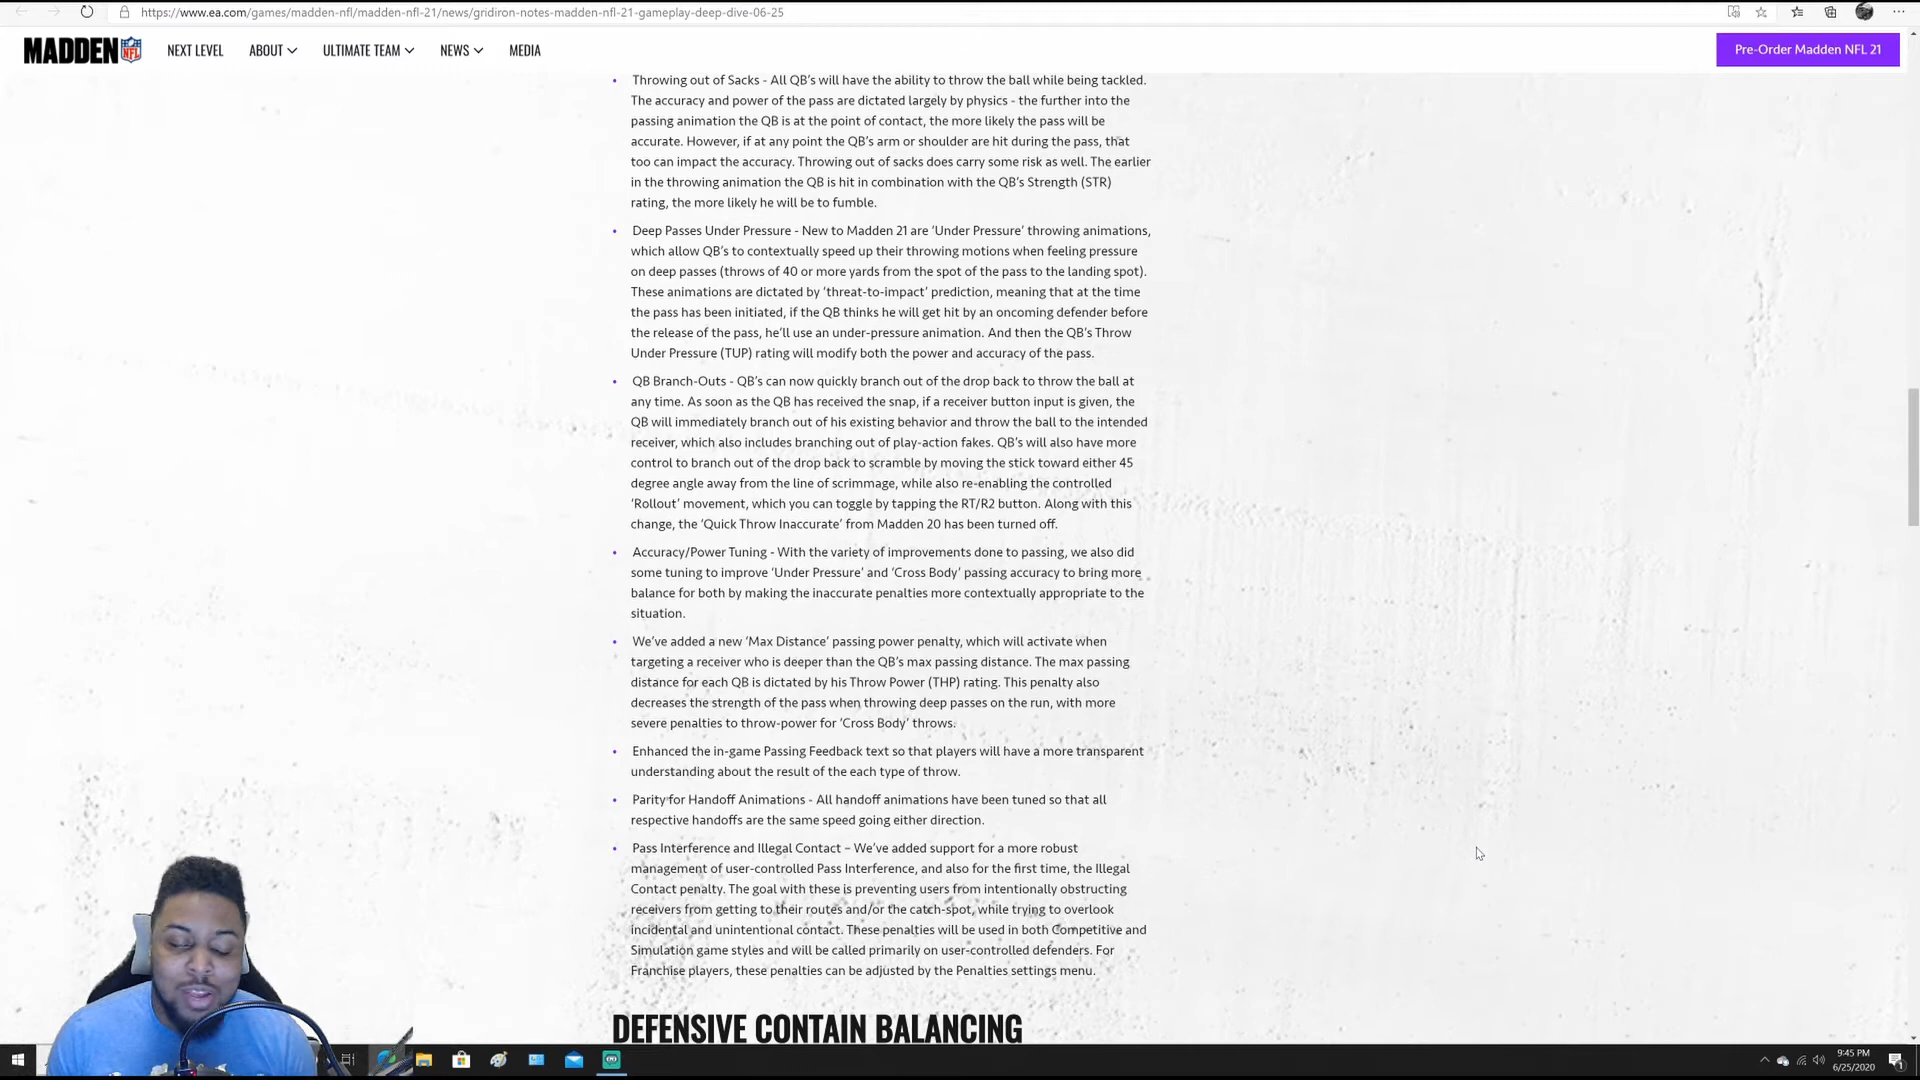 https://www.ea.com/games/madden-nfl/madden-nfl-21/news/gridiron-notes-madden-nfl-21-gameplay-deep-dive-06-25
MADDEN NFL NEXT LEVEL ABOUT ULTIMATE TEAM NEWS MEDIA Pre-Order Madden NFL 21
• Throwing out of Sacks - All QB's will have the ability to throw the ball while being tackled.
The accuracy and power of the pass are dictated largely by physics - the further into the
passing animation the QB is at the point of contact, the more likely the pass will be
accurate. However, if at any point the QB's arm or shoulder are hit during the pass, that
too can impact the accuracy. Throwing out of sacks does carry some risk as well. The earlier
in the throwing animation the QB is hit in combination with the QB's Strength (STR)
rating, the more likely he will be to fumble.
• Deep Passes Under Pressure - New to Madden 21 are 'Under Pressure' throwing animations,
which allow QB's to contextually speed up their throwing motions when feeling pressure
on deep passes (throws of 40 or more yards from the spot of the pass to the landing spot).
These animations are dictated by 'threat-to-impact' prediction, meaning that at the time
the pass has been initiated, if the QB thinks he will get hit by an oncoming defender before
the release of the pass, he'll use an under-pressure animation. And then the QB's Throw
Under Pressure (TUP) rating will modify both the power and accuracy of the pass.
• QB Branch-Outs - QB's can now quickly branch out of the drop back to throw the ball at
any time. As soon as the QB has received the snap, if a receiver button input is given, the
QB will immediately branch out of his existing behavior and throw the ball to the intended
receiver, which also includes branching out of play-action fakes. QB's will also have more
control to branch out of the drop back to scramble by moving the stick toward either 45
degree angle away from the line of scrimmage, while also re-enabling the controlled
'Rollout' movement, which you can toggle by tapping the RT/R2 button. Along with this
change, the 'Quick Throw Inaccurate' from Madden 20 has been turned off.
• Accuracy/Power Tuning - With the variety of improvements done to passing, we also did
some tuning to improve 'Under Pressure' and 'Cross Body' passing accuracy to bring more
balance for both by making the inaccurate penalties more contextually appropriate to the
situation.
• We've added a new 'Max Distance' passing power penalty, which will activate when
targeting a receiver who is deeper than the QB's max passing distance. The max passing
distance for each QB is dictated by his Throw Power (THP) rating. This penalty also
decreases the strength of the pass when throwing deep passes on the run, with more
severe penalties to throw-power for 'Cross Body' throws.
• Enhanced the in-game Passing Feedback text so that players will have a more transparent
understanding about the result of the each type of throw.
• Parity for Handoff Animations - All handoff animations have been tuned so that all
respective handoffs are the same speed going either direction.
• Pass Interference and Illegal Contact – We've added support for a more robust
management of user-controlled Pass Interference, and also for the first time, the Illegal
Contact penalty. The goal with these is preventing users from intentionally obstructing
receivers from getting to their routes and/or the catch-spot, while trying to overlook
incidental and unintentional contact. These penalties will be used in both Competitive and
Simulation game styles and will be called primarily on user-controlled defenders. For
Franchise players, these penalties can be adjusted by the Penalties settings menu.
DEFENSIVE CONTAIN BALANCING
9:45 PM
6/25/2020